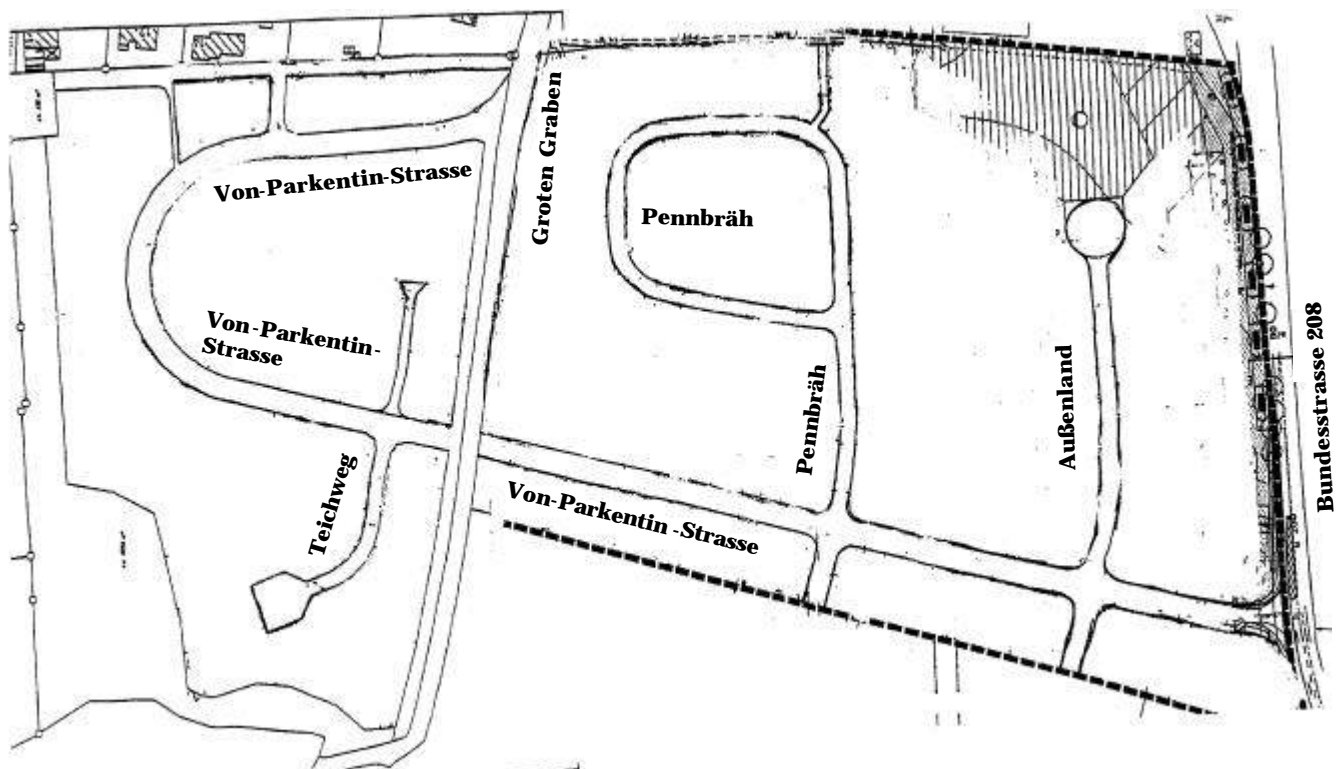 Von-Parkentin-Strasse
Groten Graben
Pennbräh
Von-Parkentin-
Strasse
Pennbräh
Außenland
Bundesstrasse 208
Teichweg
Von-Parkentin -Strasse